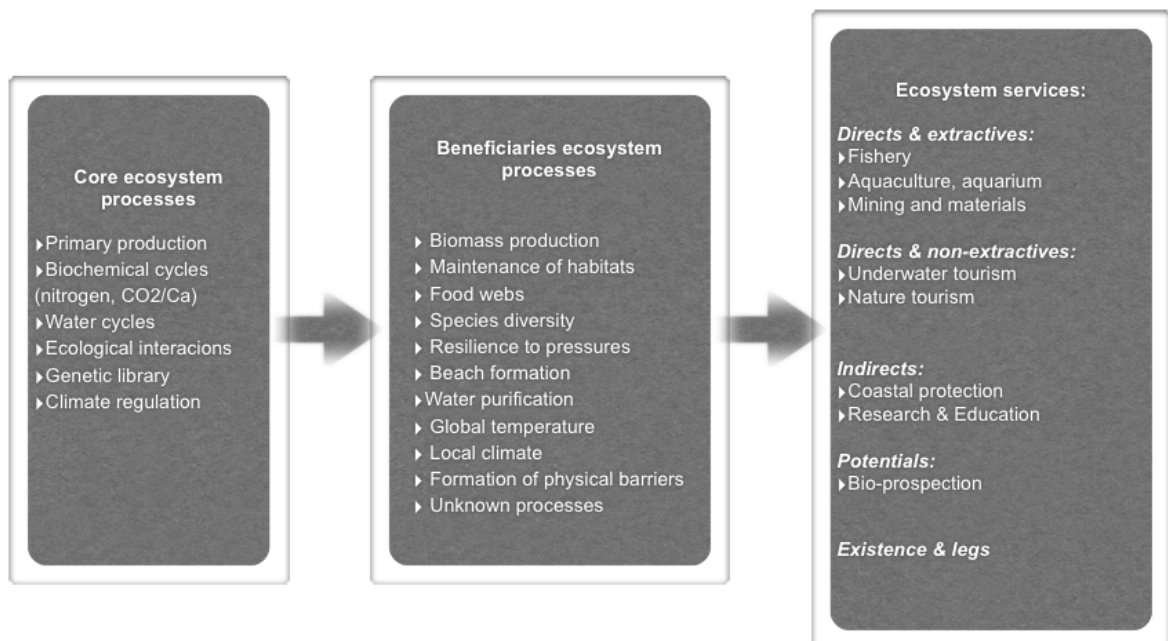 Core ecosystem
processes
▸Primary production
▸Biochemical cycles
(nitrogen, CO2/Ca)
▸Water cycles
▸Ecological interacions
▸Genetic library
▸Climate regulation
Beneficiaries ecosystem
processes
▸ Biomass production
▸ Maintenance of habitats
▸ Food webs
▸ Species diversity
▸ Resilience to pressures
▸ Beach formation
▸Water purification
▸ Global temperature
▸ Local climate
▸ Formation of physical barriers
▸ Unknown processes
Ecosystem services:
Directs & extractives:
▸Fishery
▸Aquaculture, aquarium
▸Mining and materials
Directs & non-extractives:
▸Underwater tourism
▸Nature tourism
Indirects:
▸Coastal protection
▸Research & Education
Potentials:
▸Bio-prospection
Existence & legs